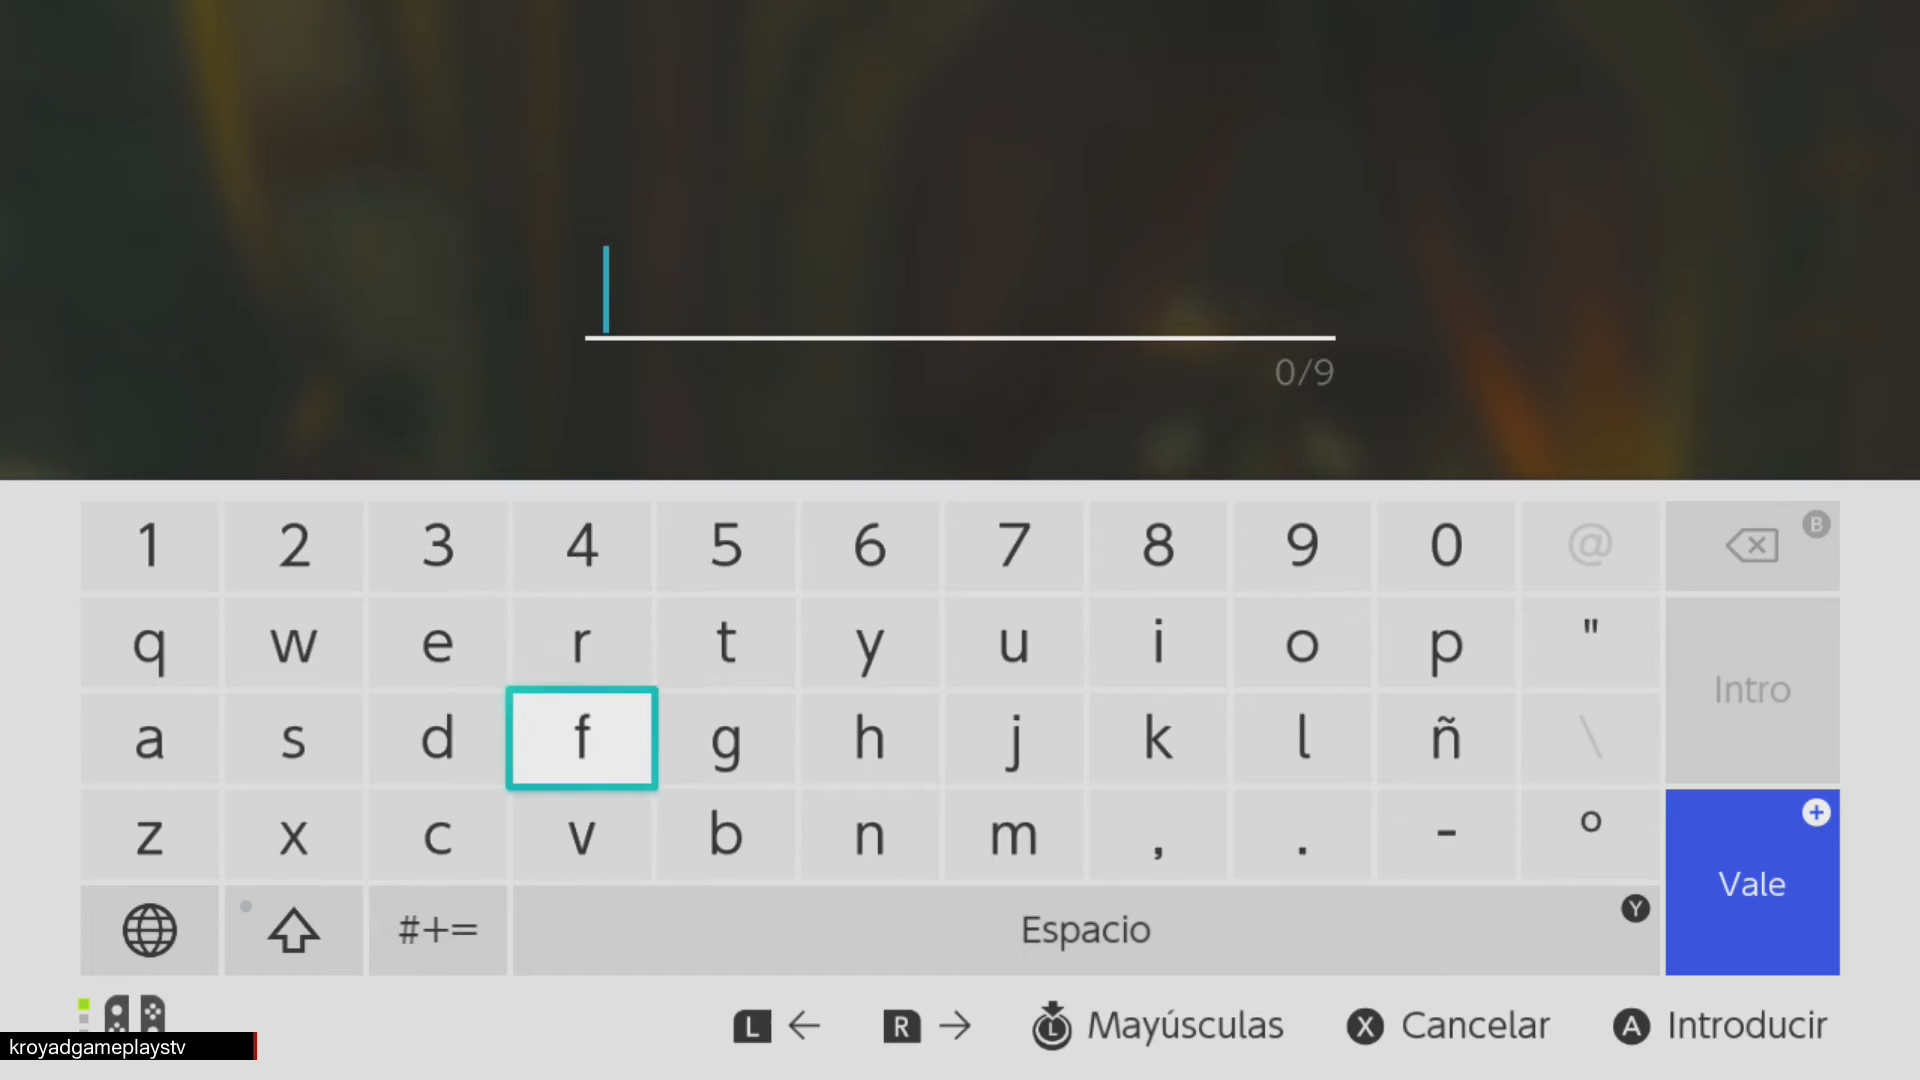 0/9
1 2 3 4 5 6 7 8 9 0 @ B
q w e r t y u i o p " Intro
a s d f g h j k l ñ \
z x c v b n m , . - º +
#+= Espacio Y Vale
L ← R → L Mayúsculas X Cancelar A Introducir
kroyadgameplaystv